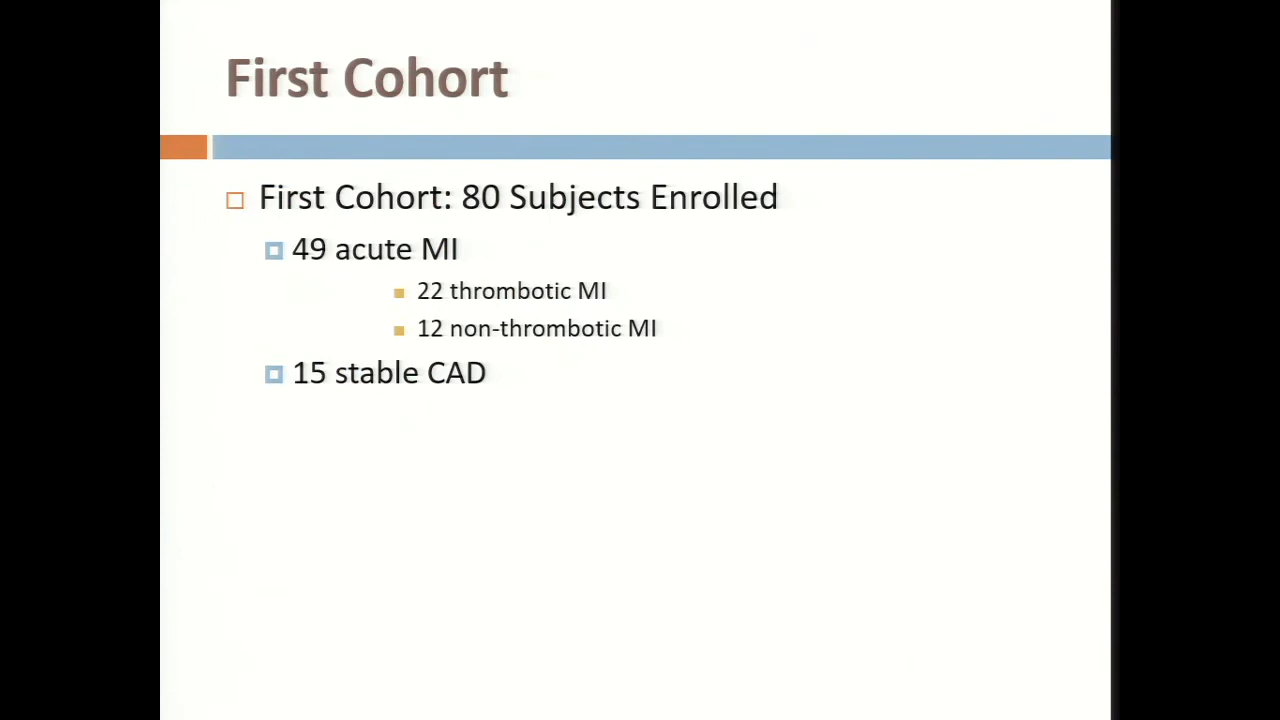 First Cohort
First Cohort: 80 Subjects Enrolled
49 acute MI
22 thrombotic MI
12 non-thrombotic MI
15 stable CAD